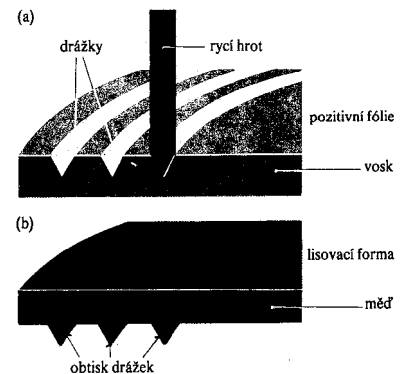 (a)
drážky
rycí hrot
pozitivní fólie
vosk
(b)
lisovací forma
měď
obtisk drážek